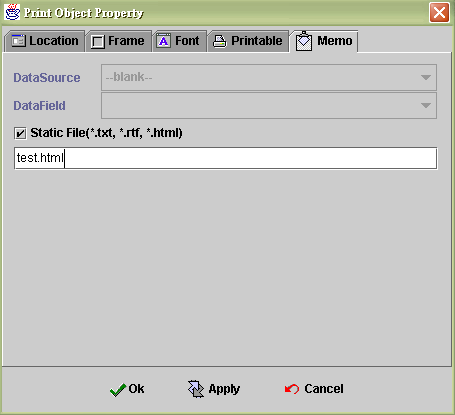 Print Object Property
Location Frame Font Printable Memo
DataSource --blank--
DataField
Static File(*.txt, *.rtf, *.html)
test.html
Ok Apply Cancel